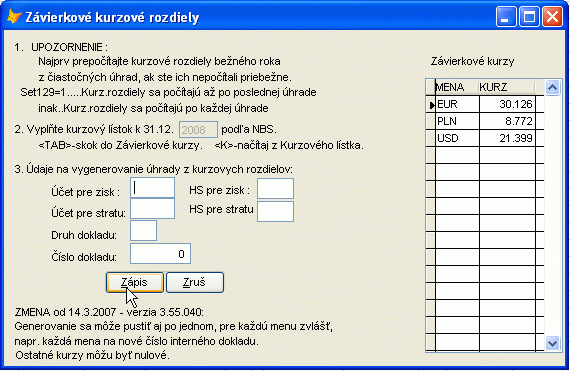 Závierkové kurzové rozdiely
1. UPOZORNENIE :
Najprv prepočítajte kurzové rozdiely bežného roka
z čiastočných úhrad, ak ste ich nepočítali priebežne.
Set129=1.....Kurz.rozdiely sa počítajú až po poslednej úhrade
inak..Kurz.rozdiely sa počítajú po každej úhrade
2. Vyplňte kurzový lístok k 31.12. 2008 podľa NBS.
<TAB>-skok do Závierkové kurzy. <K>-načítaj z Kurzového lístka.
3. Údaje na vygenerovanie úhrady z kurzovych rozdielov:
Účet pre zisk : HS pre zisk :
Účet pre stratu: HS pre stratu
Druh dokladu:
Číslo dokladu: 0
Zápis Zruš
ZMENA od 14.3.2007 - verzia 3.55.040:
Generovanie sa môže pustiť aj po jednom, pre každú menu zvlášť,
napr. každá mena na nové číslo interného dokladu.
Ostatné kurzy môžu byť nulové.
Závierkové kurzy
MENA KURZ
EUR 30.126
PLN 8.772
USD 21.399